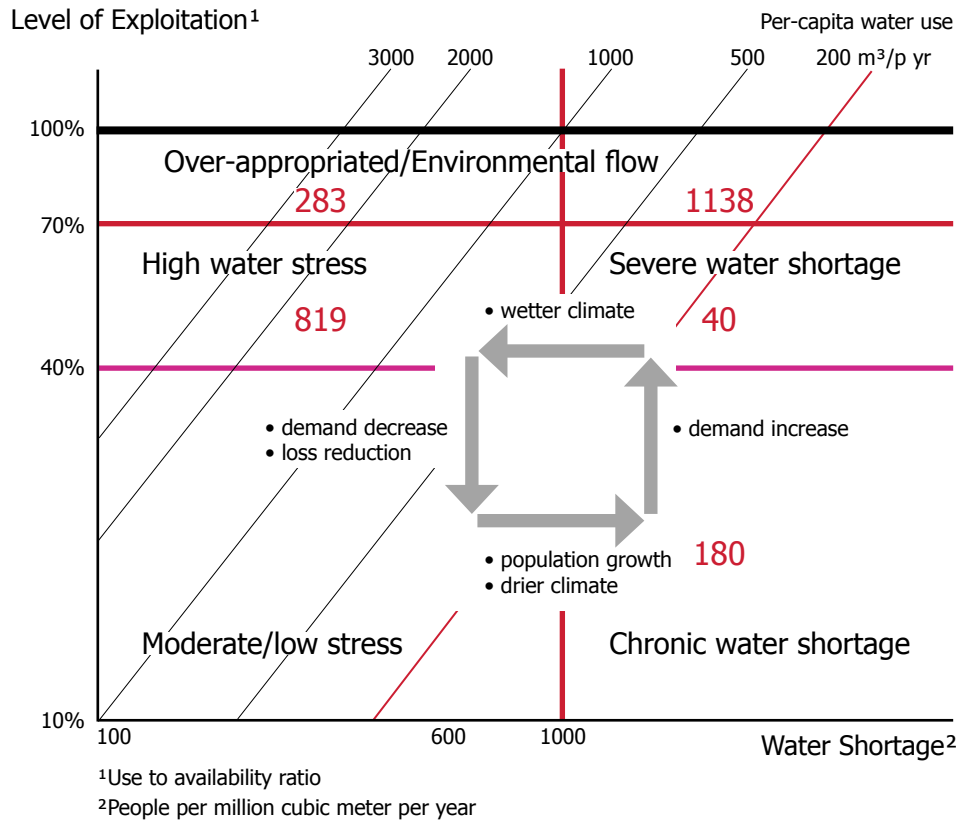 Level of Exploitation¹
Per-capita water use
3000 2000 1000 500 200 m³/p yr
100%
Over-appropriated/Environmental flow
283 1138
70%
High water stress Severe water shortage
• wetter climate
819 40
40%
• demand decrease
• loss reduction
• demand increase
• population growth
• drier climate
180
Moderate/low stress Chronic water shortage
10%
100 600 1000
Water Shortage²
¹Use to availability ratio
²People per million cubic meter per year